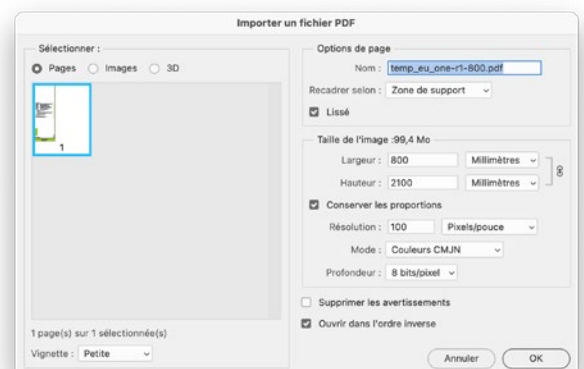 Importer un fichier PDF
Sélectionner :
Pages Images 3D
1
1 page(s) sur 1 sélectionnée(s)
Vignette : Petite
Options de page
Nom : temp_eu_one-r1-800.pdf
Recadrer selon : Zone de support
Lissé
Taille de l'image :99,4 Mo
Largeur : 800 Millimètres
Hauteur : 2100 Millimètres
Conserver les proportions
Résolution : 100 Pixels/pouce
Mode : Couleurs CMJN
Profondeur : 8 bits/pixel
Supprimer les avertissements
Ouvrir dans l'ordre inverse
Annuler OK